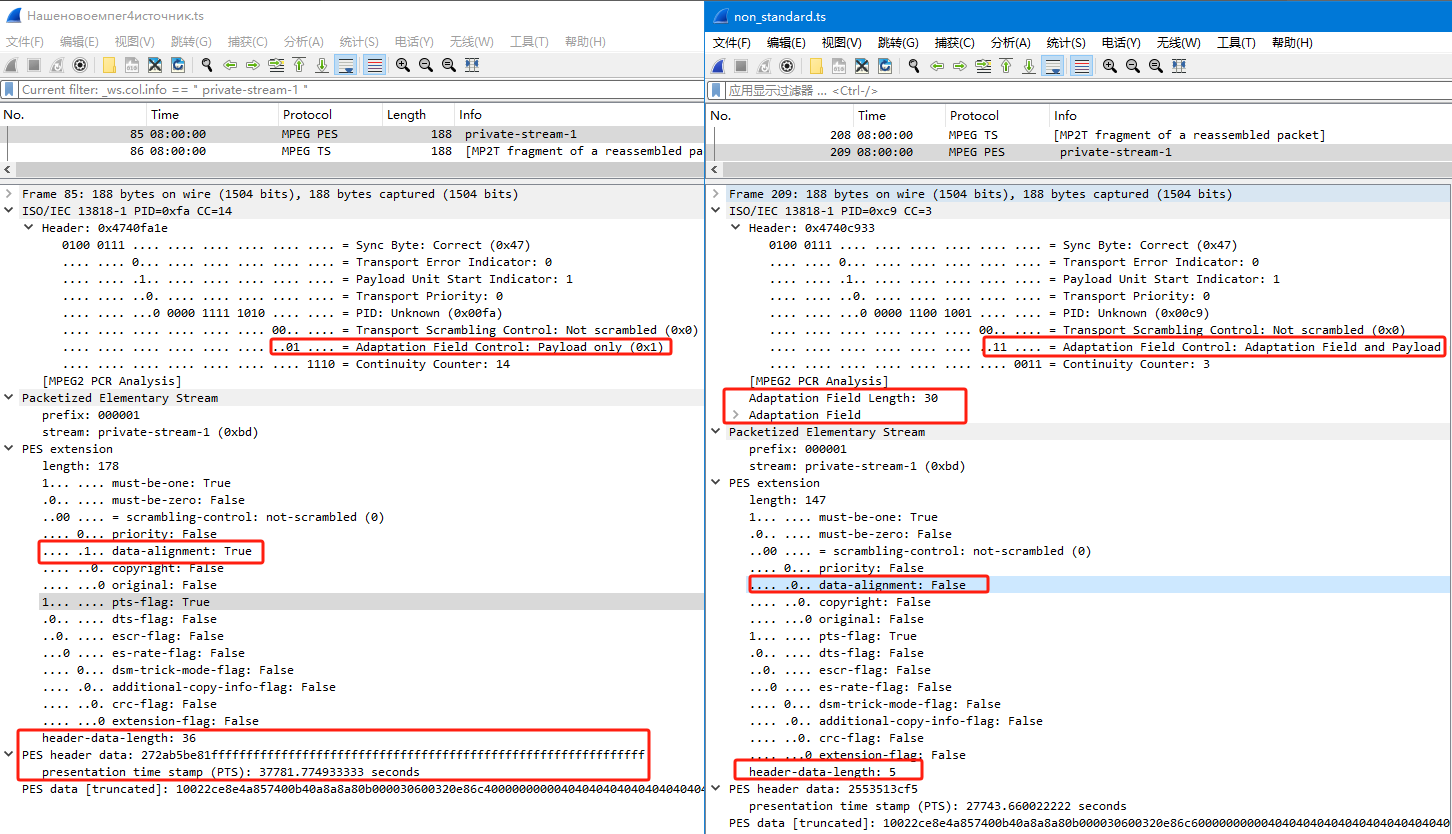 Нашеновоемпег4источник.ts
文件(F) 编辑(E) 视图(V) 跳转(G) 捕获(C) 分析(A) 统计(S) 电话(Y) 无线(W) 工具(T) 帮助(H)
Current filter: _ws.col.info == " private-stream-1 "
No. Time Protocol Length Info
85 08:00:00 MPEG PES 188 private-stream-1
86 08:00:00 MPEG TS 188 [MP2T fragment of a reassembled pa
Frame 85: 188 bytes on wire (1504 bits), 188 bytes captured (1504 bits)
ISO/IEC 13818-1 PID=0xfa CC=14
Header: 0x4740fa1e
0100 0111 .... .... .... .... .... .... = Sync Byte: Correct (0x47)
.... .... 0... .... .... .... .... .... = Transport Error Indicator: 0
.... .... .1.. .... .... .... .... .... = Payload Unit Start Indicator: 1
.... .... ..0. .... .... .... .... .... = Transport Priority: 0
.... .... ...0 0000 1111 1010 .... .... = PID: Unknown (0x00fa)
.... .... .... .... .... .... 00.. .... = Transport Scrambling Control: Not scrambled (0x0)
.... .... .... .... .... .... ..01 .... = Adaptation Field Control: Payload only (0x1)
.... .... .... .... .... .... .... 1110 = Continuity Counter: 14
[MPEG2 PCR Analysis]
Packetized Elementary Stream
prefix: 000001
stream: private-stream-1 (0xbd)
PES extension
length: 178
1... .... must-be-one: True
.0.. .... must-be-zero: False
..00 .... = scrambling-control: not-scrambled (0)
.... 0... priority: False
.... .1.. data-alignment: True
.... ..0. copyright: False
.... ...0 original: False
1... .... pts-flag: True
.0.. .... dts-flag: False
..0. .... escr-flag: False
...0 .... es-rate-flag: False
.... 0... dsm-trick-mode-flag: False
.... .0.. additional-copy-info-flag: False
.... ..0. crc-flag: False
.... ...0 extension-flag: False
header-data-length: 36
PES header data: 272ab5be81ffffffffffffffffffffffffffffffffffffffffffffffffffffffffffffff
presentation time stamp (PTS): 37781.774933333 seconds
PES data [truncated]: 10022ce8e4a857400b40a8a8a80b000030600320e86c400000000004040404040404040404
non_standard.ts
文件(F) 编辑(E) 视图(V) 跳转(G) 捕获(C) 分析(A) 统计(S) 电话(Y) 无线(W) 工具(T) 帮助(H)
应用显示过滤器 … <Ctrl-/>
No. Time Protocol Info
208 08:00:00 MPEG TS [MP2T fragment of a reassembled packet]
209 08:00:00 MPEG PES private-stream-1
Frame 209: 188 bytes on wire (1504 bits), 188 bytes captured (1504 bits)
ISO/IEC 13818-1 PID=0xc9 CC=3
Header: 0x4740c933
0100 0111 .... .... .... .... .... .... = Sync Byte: Correct (0x47)
.... .... 0... .... .... .... .... .... = Transport Error Indicator: 0
.... .... .1.. .... .... .... .... .... = Payload Unit Start Indicator: 1
.... .... ..0. .... .... .... .... .... = Transport Priority: 0
.... .... ...0 0000 1100 1001 .... .... = PID: Unknown (0x00c9)
.... .... .... .... .... .... 00.. .... = Transport Scrambling Control: Not scrambled (0x0)
.... .... .... .... .... .... ..11 .... = Adaptation Field Control: Adaptation Field and Payload
.... .... .... .... .... .... .... 0011 = Continuity Counter: 3
[MPEG2 PCR Analysis]
Adaptation Field Length: 30
Adaptation Field
Packetized Elementary Stream
prefix: 000001
stream: private-stream-1 (0xbd)
PES extension
length: 147
1... .... must-be-one: True
.0.. .... must-be-zero: False
..00 .... = scrambling-control: not-scrambled (0)
.... 0... priority: False
.... .0.. data-alignment: False
.... ..0. copyright: False
.... ...0 original: False
1... .... pts-flag: True
.0.. .... dts-flag: False
..0. .... escr-flag: False
...0 .... es-rate-flag: False
.... 0... dsm-trick-mode-flag: False
.... .0.. additional-copy-info-flag: False
.... ..0. crc-flag: False
.... ...0 extension-flag: False
header-data-length: 5
PES header data: 2553513cf5
presentation time stamp (PTS): 27743.660022222 seconds
PES data [truncated]: 10022ce8e4a857400b40a8a8a80b000030600320e86c600000000004040404040404040404040